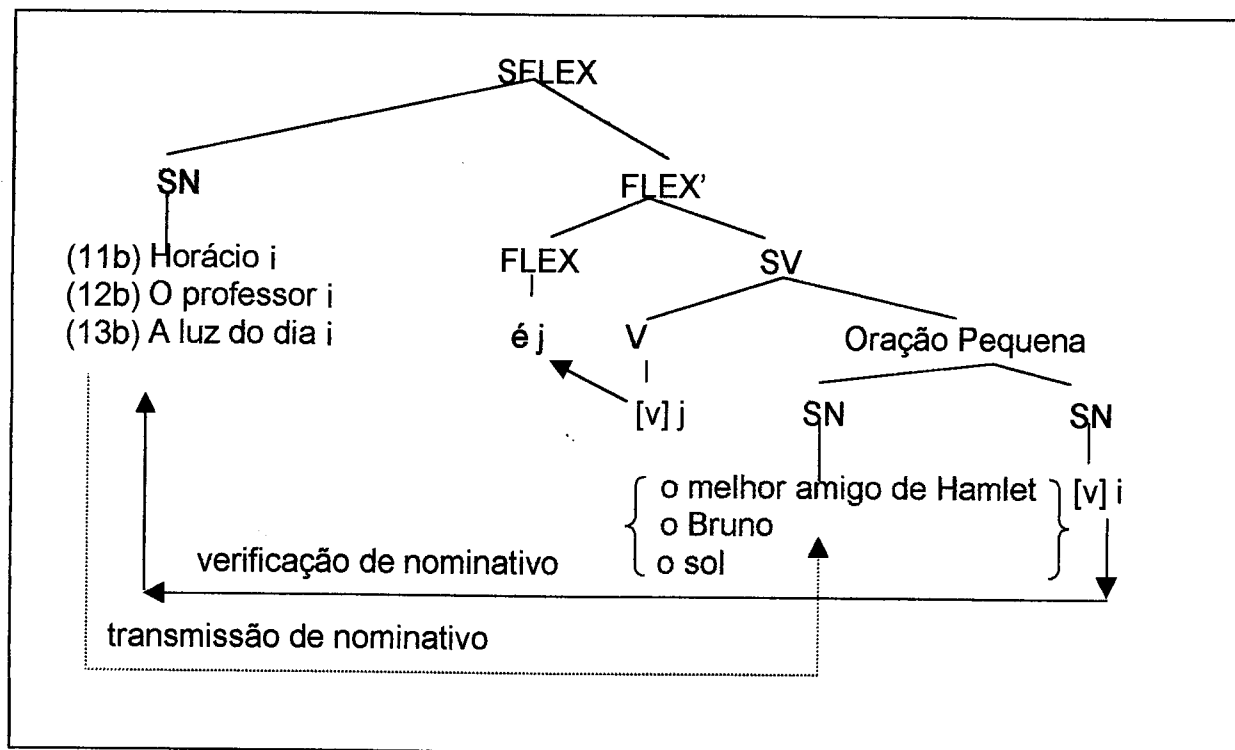 SFLEX
SN FLEX'
(11b) Horácio i FLEX SV
(12b) O professor i
(13b) A luz do dia i é j V Oração Pequena
[v] j SN SN
o melhor amigo de Hamlet [v] i
o Bruno
verificação de nominativo o sol
transmissão de nominativo